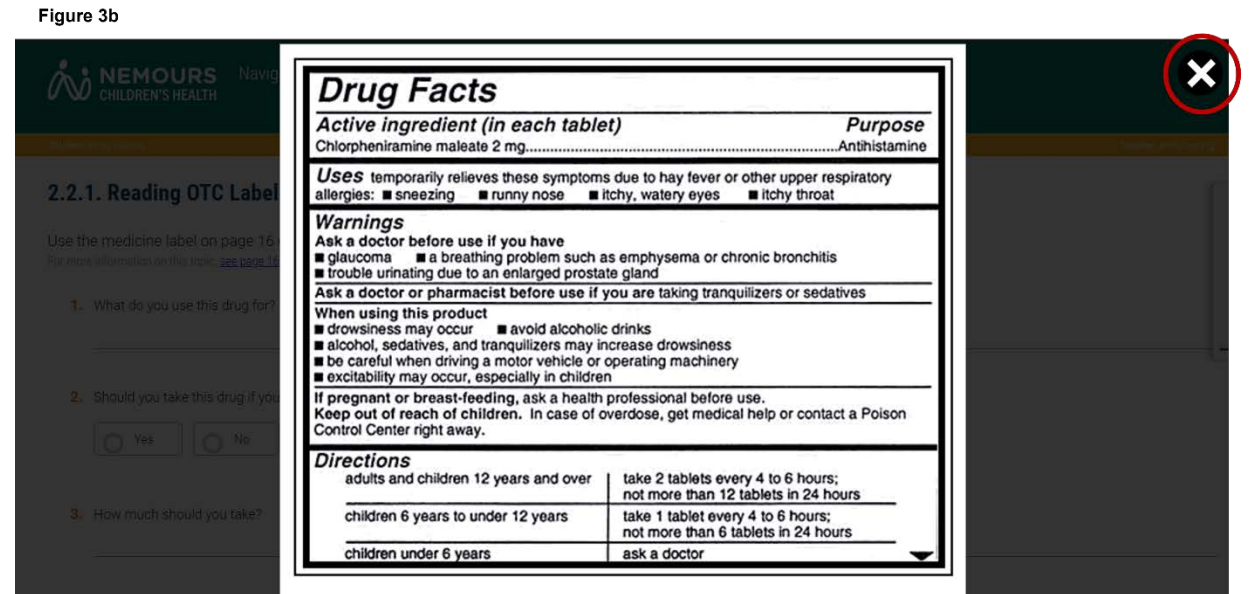 Figure 3b
NEMOURS
CHILDREN'S HEALTH
Navig
2.2.1. Reading OTC Label
Use the medicine label on page 16
For more information on this topic, see page 16
1. What do you use this drug for?
2. Should you take this drug if you
Yes No
3. How much should you take?
Drug Facts
Active ingredient (in each tablet) Purpose
Chlorpheniramine maleate 2 mg...Antihistamine
Uses temporarily relieves these symptoms due to hay fever or other upper respiratory
allergies: ■ sneezing ■ runny nose ■ itchy, watery eyes ■ itchy throat
Warnings
Ask a doctor before use if you have
■ glaucoma ■ a breathing problem such as emphysema or chronic bronchitis
■ trouble urinating due to an enlarged prostate gland
Ask a doctor or pharmacist before use if you are taking tranquilizers or sedatives
When using this product
■ drowsiness may occur ■ avoid alcoholic drinks
■ alcohol, sedatives, and tranquilizers may increase drowsiness
■ be careful when driving a motor vehicle or operating machinery
■ excitability may occur, especially in children
If pregnant or breast-feeding, ask a health professional before use.
Keep out of reach of children. In case of overdose, get medical help or contact a Poison
Control Center right away.
Directions
adults and children 12 years and over take 2 tablets every 4 to 6 hours;
not more than 12 tablets in 24 hours
children 6 years to under 12 years take 1 tablet every 4 to 6 hours;
not more than 6 tablets in 24 hours
children under 6 years ask a doctor